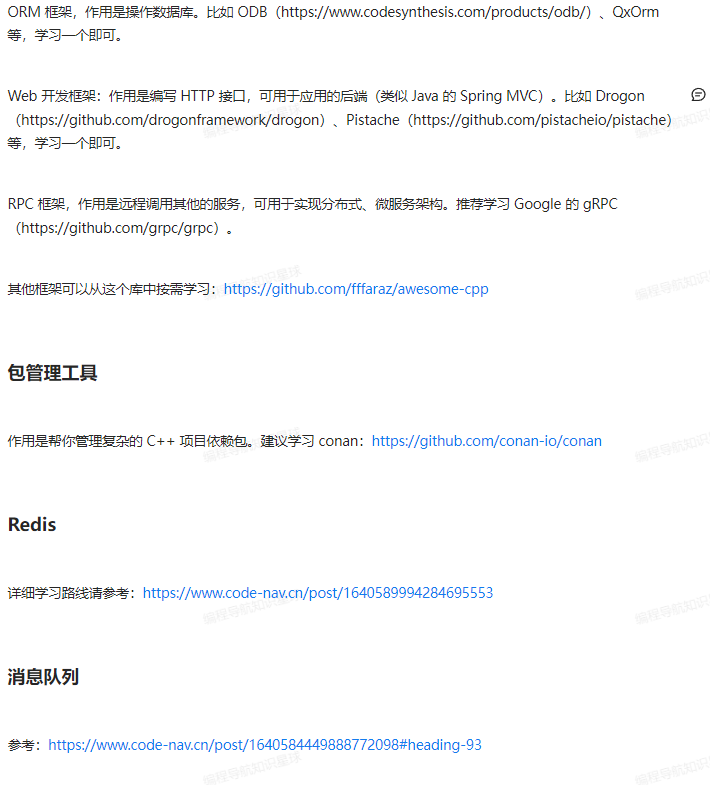 ORM 框架，作用是操作数据库。比如 ODB（https://www.codesynthesis.com/products/odb/）、QxOrm
等，学习一个即可。
Web 开发框架：作用是编写 HTTP 接口，可用于应用的后端（类似 Java 的 Spring MVC）。比如 Drogon
（https://github.com/drogonframework/drogon）、Pistache（https://github.com/pistacheio/pistache）
等，学习一个即可。
RPC 框架，作用是远程调用其他的服务，可用于实现分布式、微服务架构。推荐学习 Google 的 gRPC
（https://github.com/grpc/grpc）。
其他框架可以从这个库中按需学习：https://github.com/fffaraz/awesome-cpp
包管理工具
作用是帮你管理复杂的 C++ 项目依赖包。建议学习 conan：https://github.com/conan-io/conan
Redis
详细学习路线请参考：https://www.code-nav.cn/post/1640589994284695553
消息队列
参考：https://www.code-nav.cn/post/1640584449888772098#heading-93
编程导航知识星球